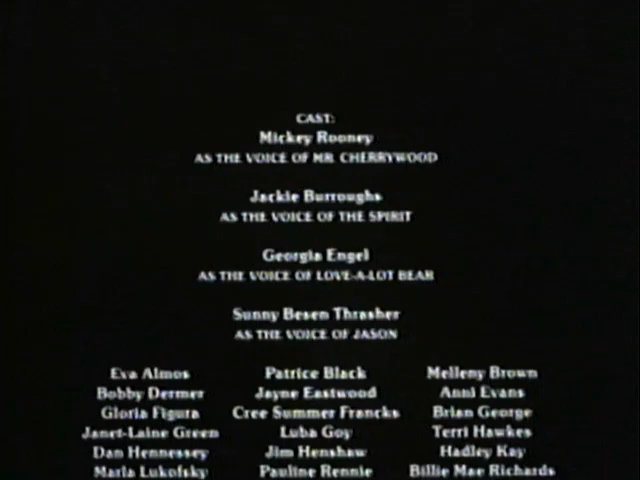 CAST:
Mickey Rooney
AS THE VOICE OF MR. CHERRYWOOD
Jackie Burroughs
AS THE VOICE OF THE SPIRIT
Georgia Engel
AS THE VOICE OF LOVE-A-LOT BEAR
Sunny Besen Thrasher
AS THE VOICE OF JASON
Eva Almos Patrice Black Melleny Brown
Bobby Dermer Jayne Eastwood Anni Evans
Gloria Figura Cree Summer Francks Brian George
Janet-Laine Green Luba Goy Terri Hawkes
Dan Hennessey Jim Henshaw Hadley Kay
Marla Lukofsky Pauline Rennie Billie Mae Richards